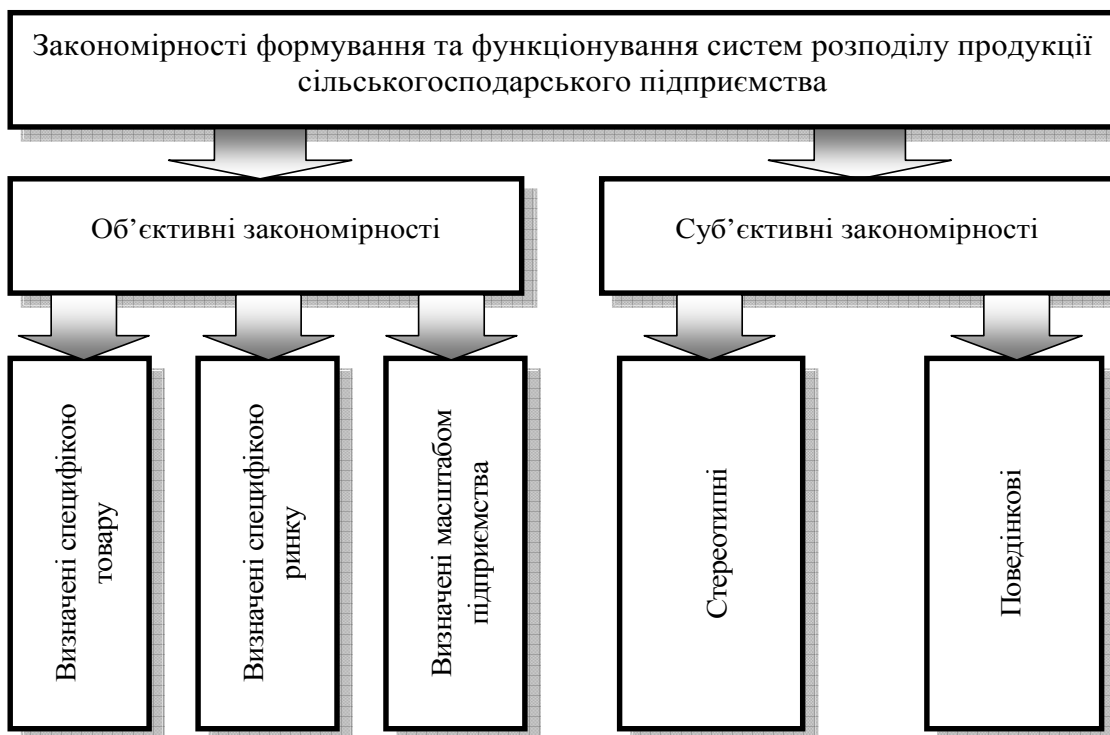 Закономірності формування та функціонування систем розподілу продукції
сільськогосподарського підприємства
Об’єктивні закономірності
Суб’єктивні закономірності
Визначені специфікою
товару
Визначені специфікою
ринку
Визначені масштабом
підприємства
Стереотипні
Поведінкові